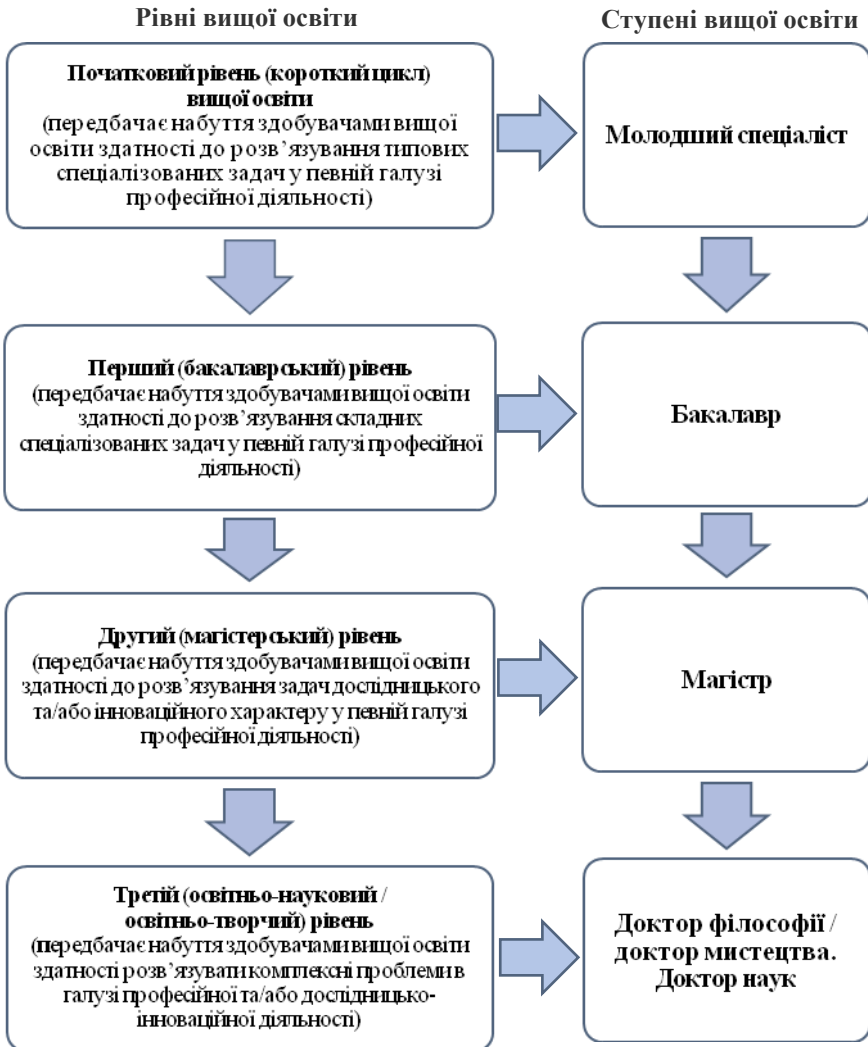 Рівні вищої освіти
Ступені вищої освіти
Початковий рівень (короткий цикл)
вищої освіти
(передбачає набуття здобувачами вищої
освіти здатності до розв’язування типових
спеціалізованих задач у певній галузі
професійної діяльності)
Молодший спеціаліст
Перший (бакалаврський) рівень
(передбачає набуття здобувачами вищої освіти
здатності до розв’язування складних
спеціалізованих задач у певній галузі професійної
діяльності)
Бакалавр
Другий (магістерський) рівень
(передбачає набуття здобувачами вищої освіти
здатності до розв’язування задач дослідницького
та/або інноваційного характеру у певній галузі
професійної діяльності)
Магістр
Третій (освітньо-науковий /
освітньо-творчий) рівень
(передбачає набуття здобувачами вищої освіти
здатності розв’язувати комплексні проблеми в
галузі професійної та/або дослідницько-
інноваційної діяльності)
Доктор філософії /
доктор мистецтва.
Доктор наук